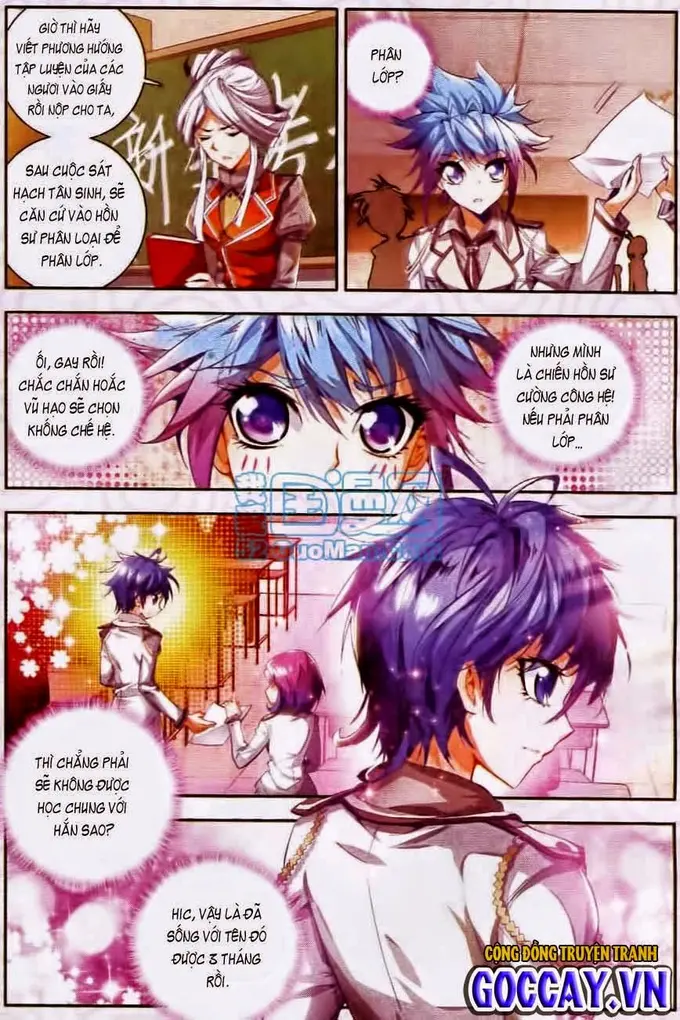 GIỜ THÌ HÃY
VIẾT PHƯƠNG HƯỚNG
TẬP LUYỆN CỦA CÁC
NGƯƠI VÀO GIẤY
RỒI NỘP CHO TA,
SAU CUỘC SÁT
HẠCH TÂN SINH, SẼ
CĂN CỨ VÀO HỒN
SƯ PHÂN LOẠI ĐỂ
PHÂN LỚP.
PHÂN
LỚP?
新
考
ỐI, GAY RỒI!
CHẮC CHẮN HOẮC
VŨ HẠO SẼ CHỌN
KHỐNG CHẾ HỆ.
NHƯNG MÌNH
LÀ CHIẾN HỒN SƯ
CƯỜNG CÔNG HỆ!
NẾU PHẢI PHÂN
LỚP...
THÌ CHẲNG PHẢI
SẼ KHÔNG ĐƯỢC
HỌC CHUNG VỚI
HẮN SAO?
HIC, VẬY LÀ ĐÃ
SỐNG VỚI TÊN ĐÓ
ĐƯỢC 3 THÁNG
RỒI.
CỘNG ĐỒNG TRUYỆN TRANH
GOCCAY.VN